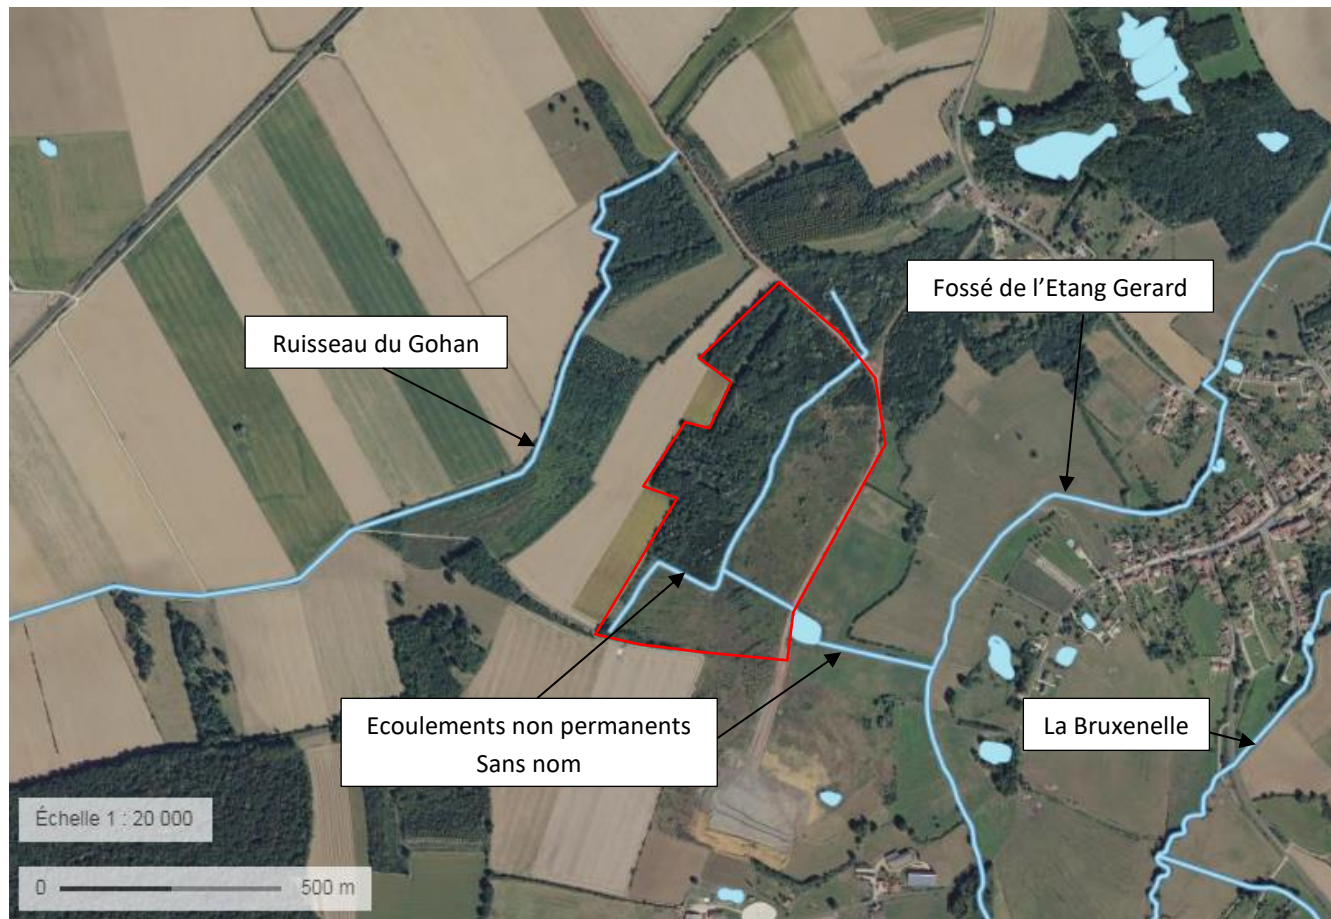 Fossé de l’Etang Gerard
Ruisseau du Gohan
Ecoulements non permanents
Sans nom
La Bruxenelle
Échelle 1 : 20 000
0 500 m